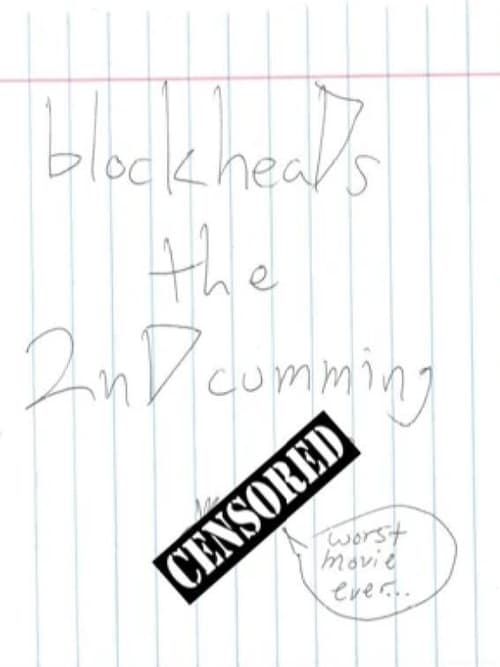 blockheaDs
the
2nD cumming
CENSORED
worst
movie
ever...